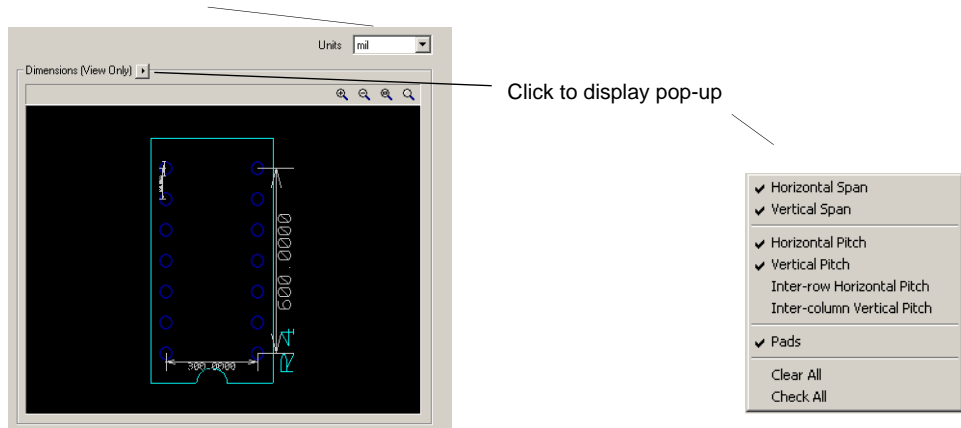 Units mil
Dimensions (View Only)
Click to display pop-up
Horizontal Span
Vertical Span
Horizontal Pitch
Vertical Pitch
Inter-row Horizontal Pitch
Inter-column Vertical Pitch
Pads
Clear All
Check All
600.0000
R4
300.0000